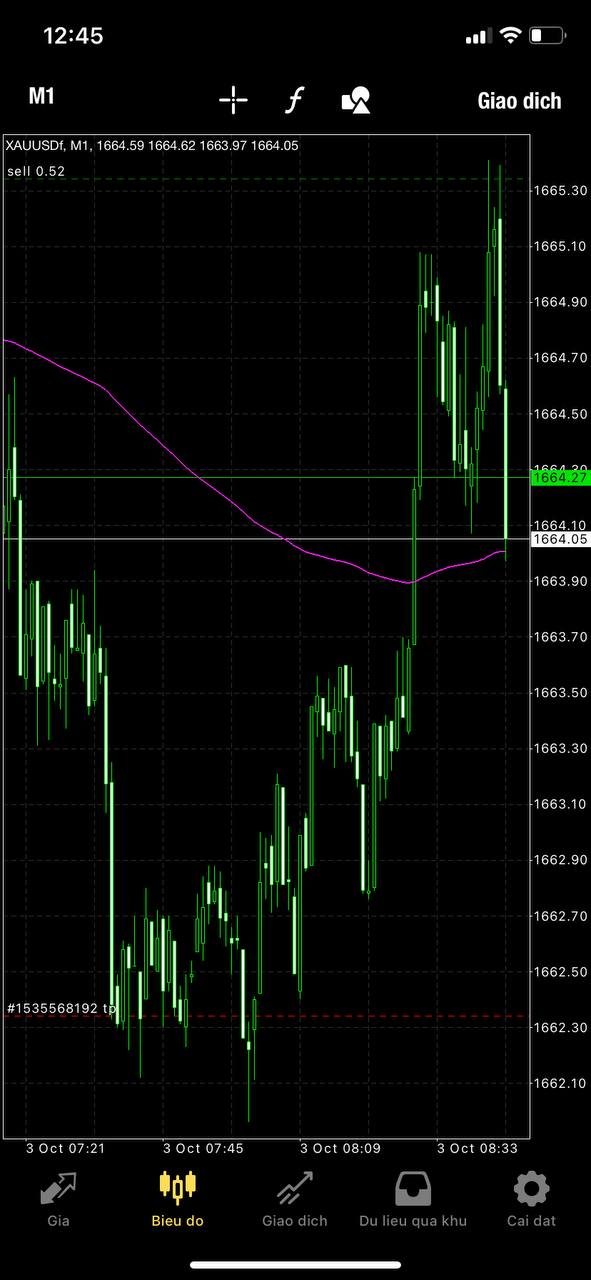 12:45
M1
f
Giao dich
XAUUSDf, M1, 1664.59 1664.62 1663.97 1664.05
sell 0.52
1665.30
1665.10
1664.90
1664.70
1664.50
1664.30
1664.27
1664.10
1664.05
1663.90
1663.70
1663.50
1663.30
1663.10
1662.90
1662.70
1662.50
#1535568192 tp
1662.30
1662.10
3 Oct 07:21
3 Oct 07:45
3 Oct 08:09
3 Oct 08:33
Gia
Bieu do
Giao dich
Du lieu qua khu
Cai dat